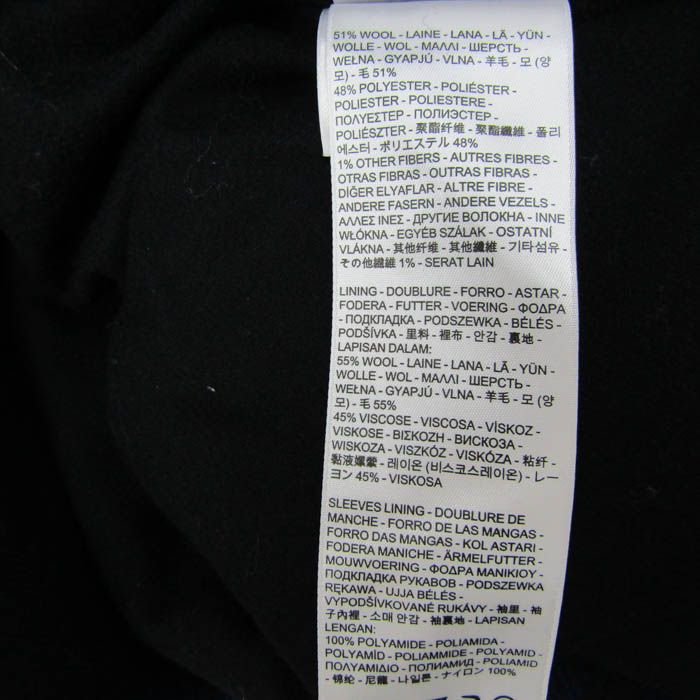 51% WOOL - LAINE - LANA - LÃ - YÜN -
WOLLE - WOL - ΜΑΛΛΙ - ШЕРСТЬ -
WEŁNA - GYAPJÚ - VLNA - 羊毛 - 모 (양
모) - 毛 51%
48% POLYESTER - POLIÉSTER -
POLIESTER - POLIESTERE -
ΠΟΛΥΕΣΤΕΡ - ПОЛИЭСТЕР -
POLIÉSZTER - 聚酯纤维 - 聚酯纖維 - 폴리
에스터 - ポリエステル 48%
1% OTHER FIBERS - AUTRES FIBRES -
OTRAS FIBRAS - OUTRAS FIBRAS -
DİĞER ELYAFLAR - ALTRE FIBRE -
ANDERE FASERN - ANDERE VEZELS -
ΑΛΛΕΣ ΙΝΕΣ - ДРУГИЕ ВОЛОКНА - INNE
WŁÓKNA - EGYÉB SZÁLAK - OSTATNÍ
VLÁKNA - 其他纤维 - 其他纖維 - 기타섬유 -
その他繊維 1% - SERAT LAIN
LINING - DOUBLURE - FORRO - ASTAR -
FODERA - FUTTER - VOERING - ΦΟΔΡΑ
- ПОДКЛАДКА - PODSZEWKA - BÉLÉS -
PODŠÍVKA - 里料 - 裡布 - 안감 - 裏地 -
LAPISAN DALAM:
55% WOOL - LAINE - LANA - LÃ - YÜN -
WOLLE - WOL - ΜΑΛΛΙ - ШЕРСТЬ -
WEŁNA - GYAPJÚ - VLNA - 羊毛 - 모 (양
모) - 毛 55%
45% VISCOSE - VISCOSA - VİSKOZ -
VISKOSE - ΒΙΣΚΟΖΗ - ВИСКОЗА -
WISKOZA - VISZKÓZ - VISKÓZA - 粘纤 -
黏液嫘縈 - 레이온 (비스코스레이온) - レー
ヨン 45% - VISKOSA
SLEEVES LINING - DOUBLURE DE
MANCHE - FORRO DE LAS MANGAS -
FORRO DAS MANGAS - KOL ASTARI -
FODERA MANICHE - ÄRMELFUTTER -
MOUWVOERING - ΦΟΔΡΑ ΜΑΝΙΚΙΟΥ -
ПОДКЛАДКА РУКАВОВ - PODSZEWKA
RĘKAWA - UJJA BÉLÉS -
VYPODŠÍVKOVANÉ RUKÁVY - 袖里 - 袖
子內裡 - 소매 안감 - 袖裏地 - LAPISAN
LENGAN:
100% POLYAMIDE - POLIAMIDA -
POLYAMİD - POLIAMMIDE - POLYAMID -
ΠΟΛΥΑΜΙΔΙΟ - ПОЛИАМИД - POLIAMID
- 锦纶 - 尼龍 - 나일론 - ナイロン 100%